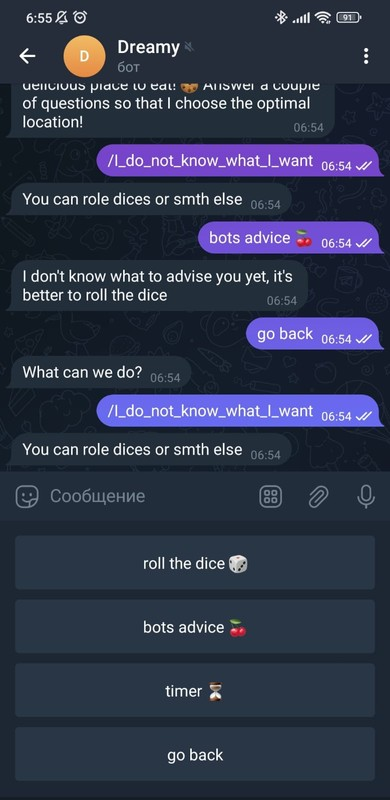 6:55
91
D
Dreamy
бот
delicious place to eat! 🍪 Answer a couple
of questions so that I choose the optimal
location!
06:54
/I_do_not_know_what_I_want 06:54
You can role dices or smth else 06:54
bots advice 🍒 06:54
I don't know what to advise you yet, it's
better to roll the dice
06:54
go back 06:54
What can we do? 06:54
/I_do_not_know_what_I_want 06:54
You can role dices or smth else 06:54
Сообщение
roll the dice 🎲
bots advice 🍒
timer ⏳
go back